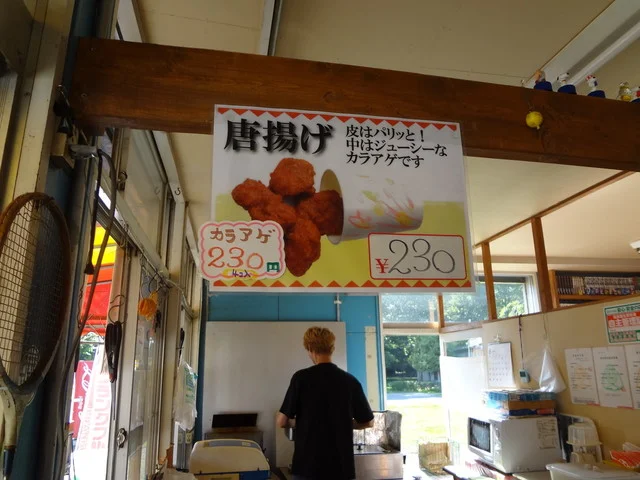 唐揚げ
皮はパリッと!
中はジューシーな
カラアゲです
カラアゲ
230円
4コ入
¥230